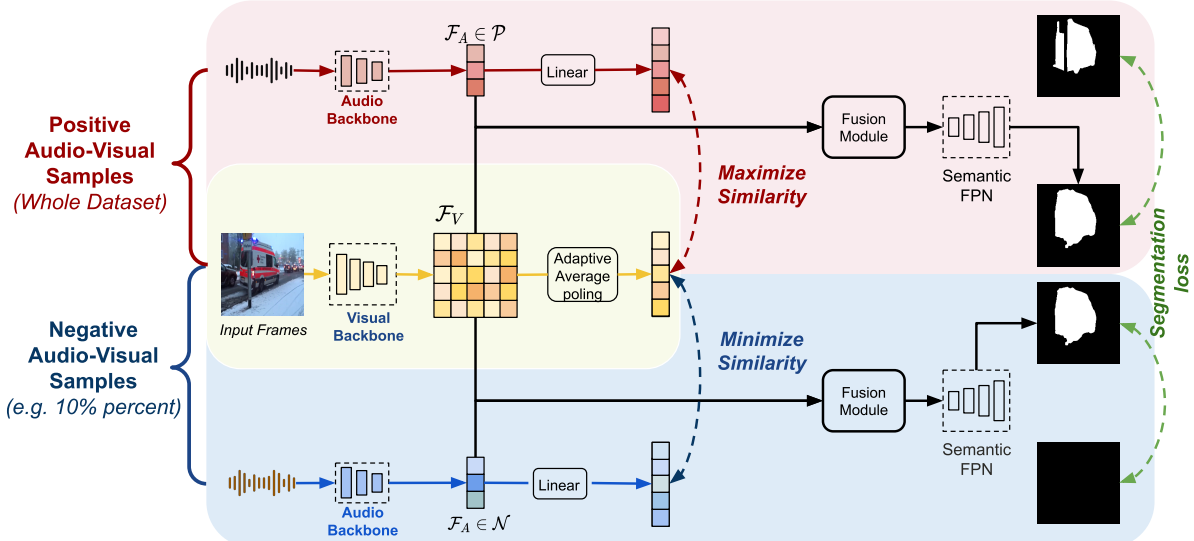 Positive
Audio-Visual
Samples
(Whole Dataset)
Negative
Audio-Visual
Samples
(e.g. 10% percent)
Audio
Backbone
𝓕_A ∈ 𝓟
Linear
Maximize
Similarity
Fusion
Module
Semantic
FPN
Input Frames
Visual
Backbone
𝓕_V
Adaptive
Average
poling
Minimize
Similarity
Fusion
Module
Semantic
FPN
Audio
Backbone
𝓕_A ∈ 𝓝
Linear
Segmentation
loss